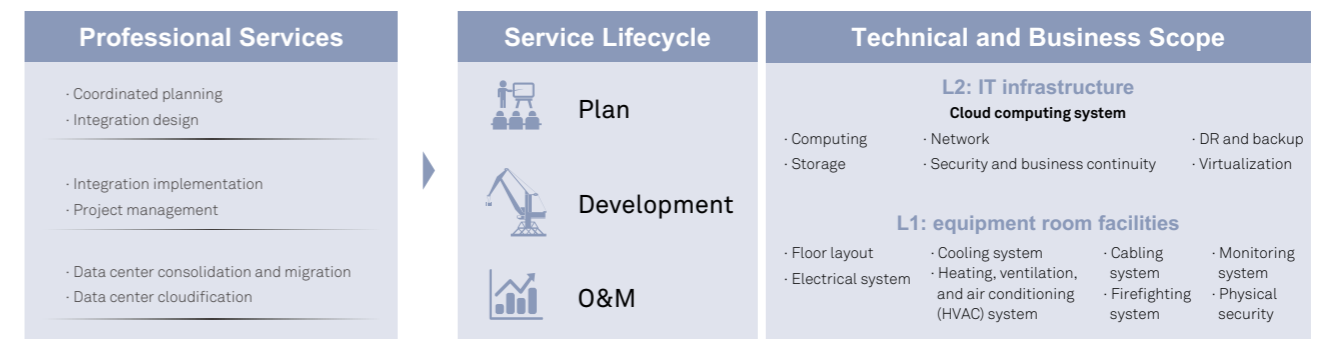 Professional Services
· Coordinated planning
· Integration design
· Integration implementation
· Project management
· Data center consolidation and migration
· Data center cloudification
Service Lifecycle
Plan
Development
O&M
Technical and Business Scope
L2: IT infrastructure
Cloud computing system
· Computing
· Storage
· Network
· Security and business continuity
· DR and backup
· Virtualization
L1: equipment room facilities
· Floor layout
· Electrical system
· Cooling system
· Heating, ventilation,
and air conditioning
(HVAC) system
· Cabling
system
· Firefighting
system
· Monitoring
system
· Physical
security